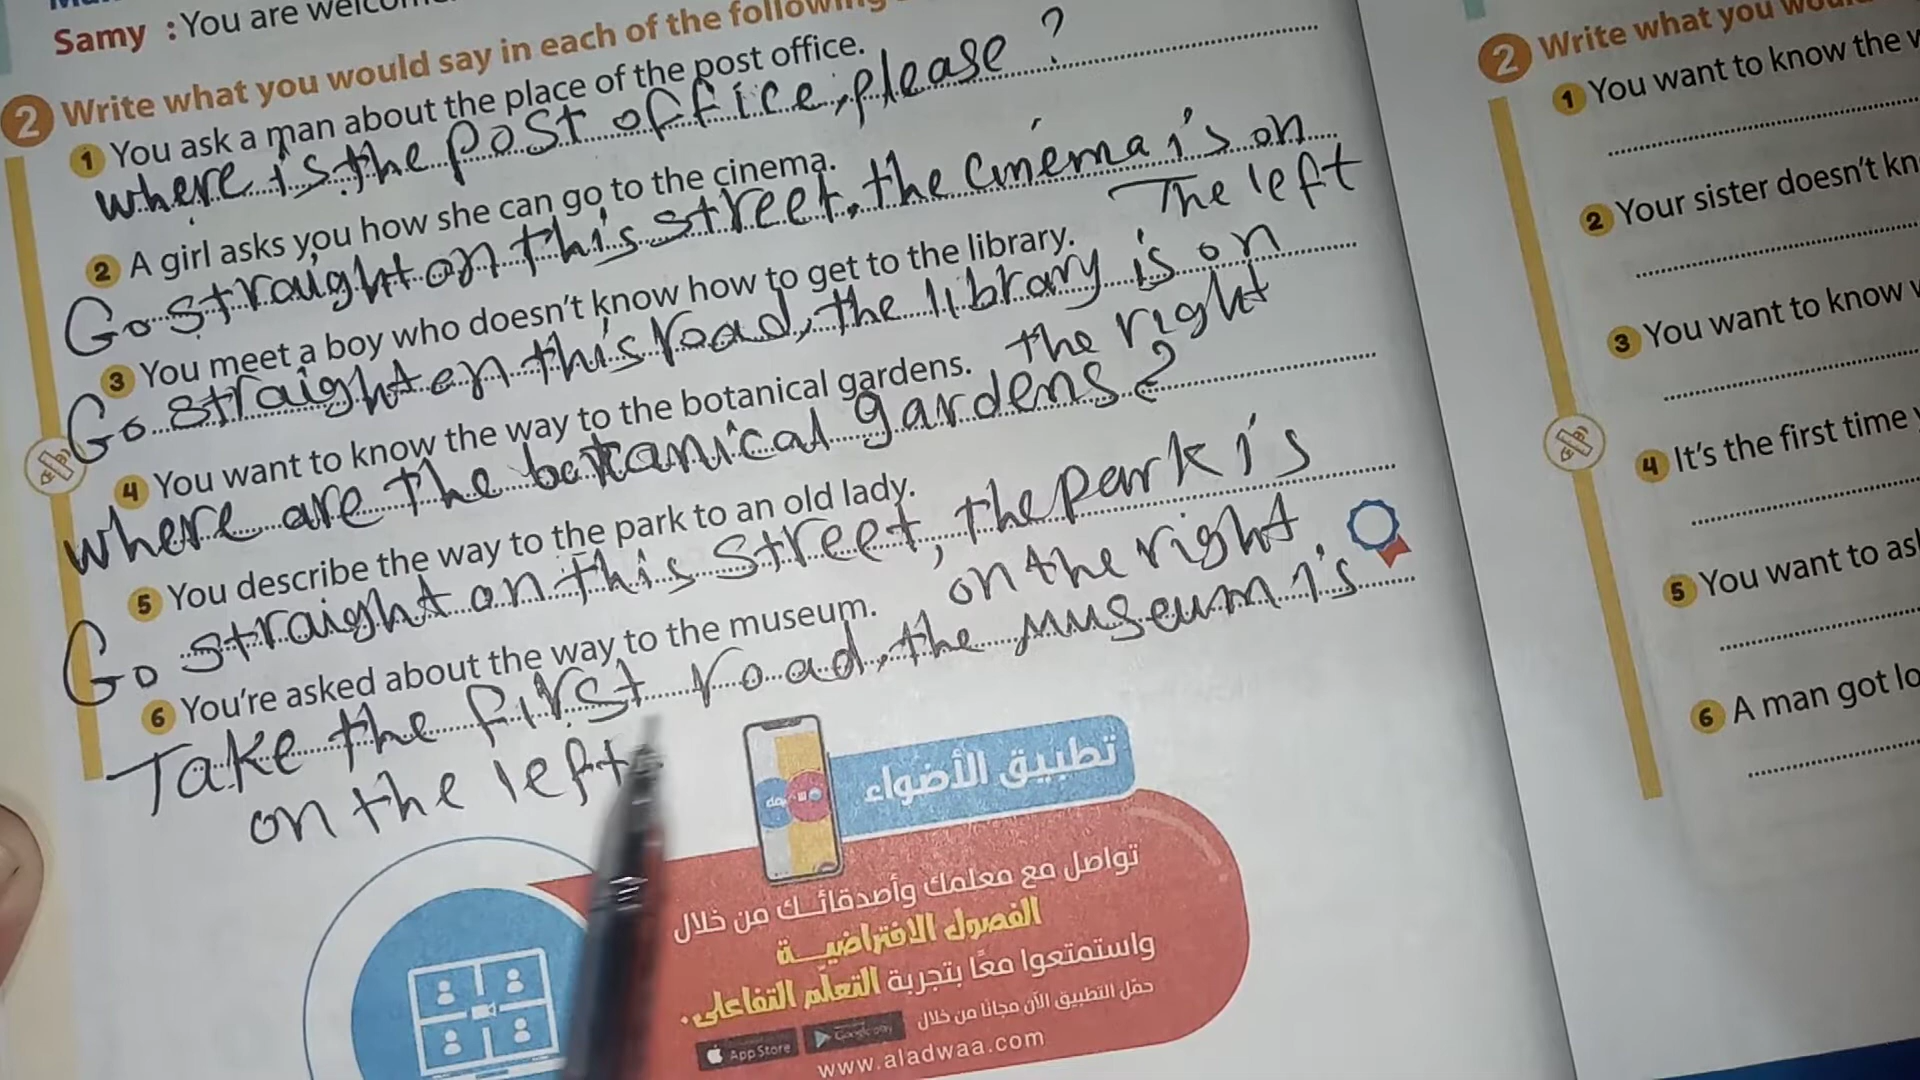 Samy : You are welcome
2 Write what you would say in each of the following
1 You ask a man about the place of the post office.
where is the post office, please ?
2 A girl asks you how she can go to the cinema.
Go straight on this street, the cinema is on
The left
3 You meet a boy who doesn't know how to get to the library.
Go straight on this road, the library is on
the right
4 You want to know the way to the botanical gardens.
where are the botanical gardens ?
5 You describe the way to the park to an old lady.
Go straight on this street, the park is
on the right.
6 You're asked about the way to the museum.
Take the first road, the museum is
on the left
تطبيق الأضواء
تواصل مع معلمك وأصدقائك من خلال
الفصول الافتراضية
واستمتعوا معًا بتجربة التعلم التفاعلى.
حمّل التطبيق الآن مجانًا من خلال
App Store
Google play
www.aladwaa.com
2 Write what you would
1 You want to know the
2 Your sister doesn't kn
3 You want to know
4 It's the first time
5 You want to as
6 A man got lo